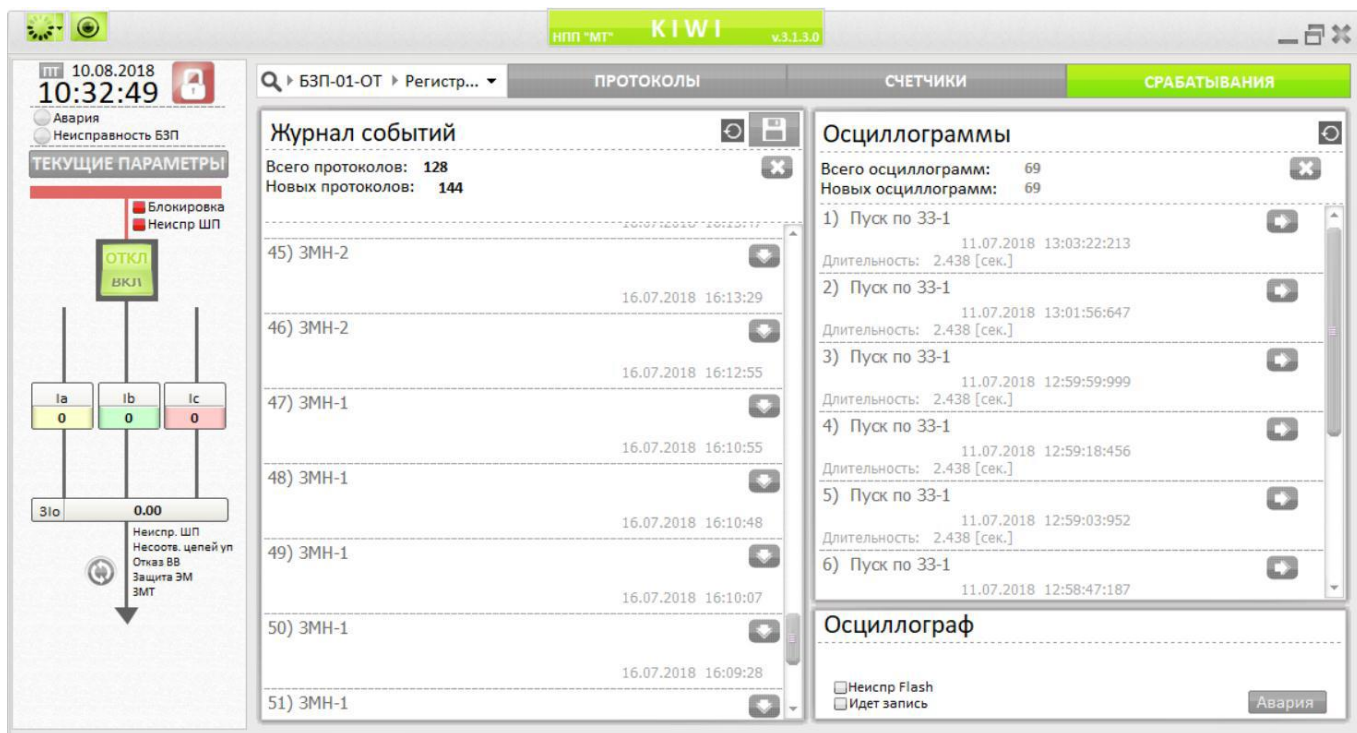 НПП "МТ" KIWI v.3.1.3.0
ПТ 10.08.2018
10:32:49
Авария
Неисправность БЗП
ТЕКУЩИЕ ПАРАМЕТРЫ
Блокировка
Неиспр ШП
ОТКЛ
ВКЛ
Ia Ib Ic
0 0 0
3Io 0.00
Неиспр. ШП
Несоотв. цепей уп
Отказ ВВ
Защита ЭМ
ЗМТ
БЗП-01-ОТ Регистр...
ПРОТОКОЛЫ
СЧЕТЧИКИ
СРАБАТЫВАНИЯ
Журнал событий
Всего протоколов: 128
Новых протоколов: 144
45) ЗМН-2
16.07.2018 16:13:29
46) ЗМН-2
16.07.2018 16:12:55
47) ЗМН-1
16.07.2018 16:10:55
48) ЗМН-1
16.07.2018 16:10:48
49) ЗМН-1
16.07.2018 16:10:07
50) ЗМН-1
16.07.2018 16:09:28
51) ЗМН-1
Осциллограммы
Всего осциллограмм: 69
Новых осциллограмм: 69
1) Пуск по ЗЗ-1
11.07.2018 13:03:22:213
Длительность: 2.438 [сек.]
2) Пуск по ЗЗ-1
11.07.2018 13:01:56:647
Длительность: 2.438 [сек.]
3) Пуск по ЗЗ-1
11.07.2018 12:59:59:999
Длительность: 2.438 [сек.]
4) Пуск по ЗЗ-1
11.07.2018 12:59:18:456
Длительность: 2.438 [сек.]
5) Пуск по ЗЗ-1
11.07.2018 12:59:03:952
Длительность: 2.438 [сек.]
6) Пуск по ЗЗ-1
11.07.2018 12:58:47:187
Осциллограф
Неиспр Flash
Идет запись
Авария